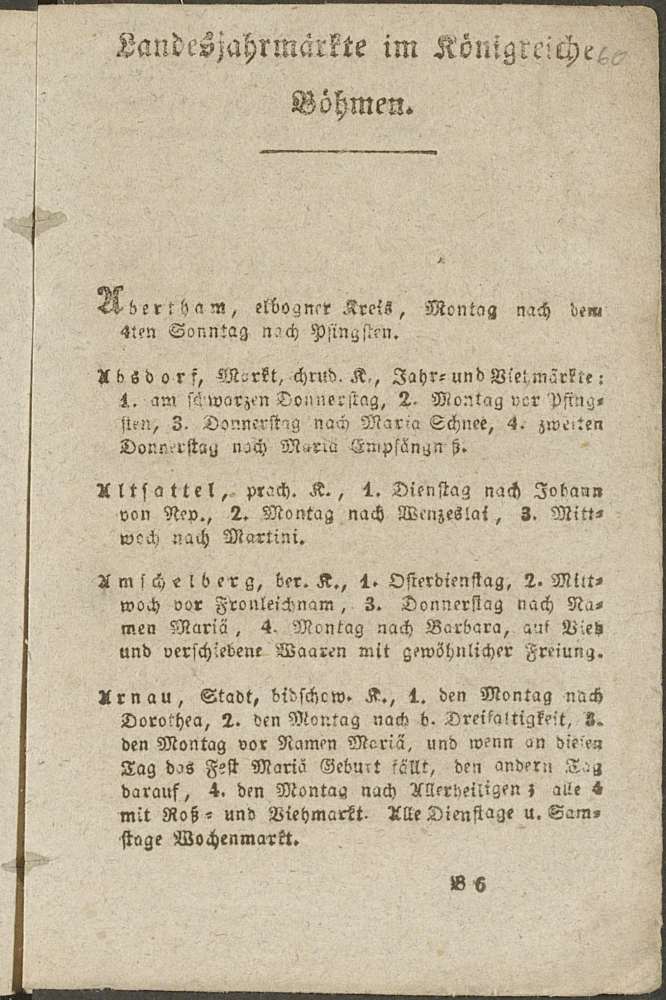 Landesjahrmärkte im Königreiche
60
Böhmen.
Abertham, elbogner Kreis, Montag nach dem
4ten Sonntag nach Pfingsten.
Absdorf, Markt, chrud. K., Jahr- und Viehmärkte:
1. am schwarzen Donnerstag, 2. Montag vor Pfing-
sten, 3. Donnerstag nach Maria Schnee, 4. zweiten
Donnerstag nach Mariä Empfängniß.
Altsattel, prach. K., 1. Dienstag nach Johann
von Nep., 2. Montag nach Wenzeslai, 3. Mitt-
woch nach Martini.
Amschelberg, ber. K., 1. Osterdienstag, 2. Mitt-
woch vor Fronleichnam, 3. Donnerstag nach Na-
men Mariä, 4. Montag nach Barbara, auf Vieh
und verschiebene Waaren mit gewöhnlicher Freiung.
Arnau, Stadt, bidschow. K., 1. den Montag nach
Dorothea, 2. den Montag nach h. Dreifaltigkeit, 3.
den Montag vor Namen Mariä, und wenn an diesen
Tag das Fest Mariä Geburt fällt, den andern Tag
darauf, 4. den Montag nach Allerheiligen; alle 4
mit Roß- und Viehmarkt. Alle Dienstage u. Sam-
stage Wochenmarkt.
B 6